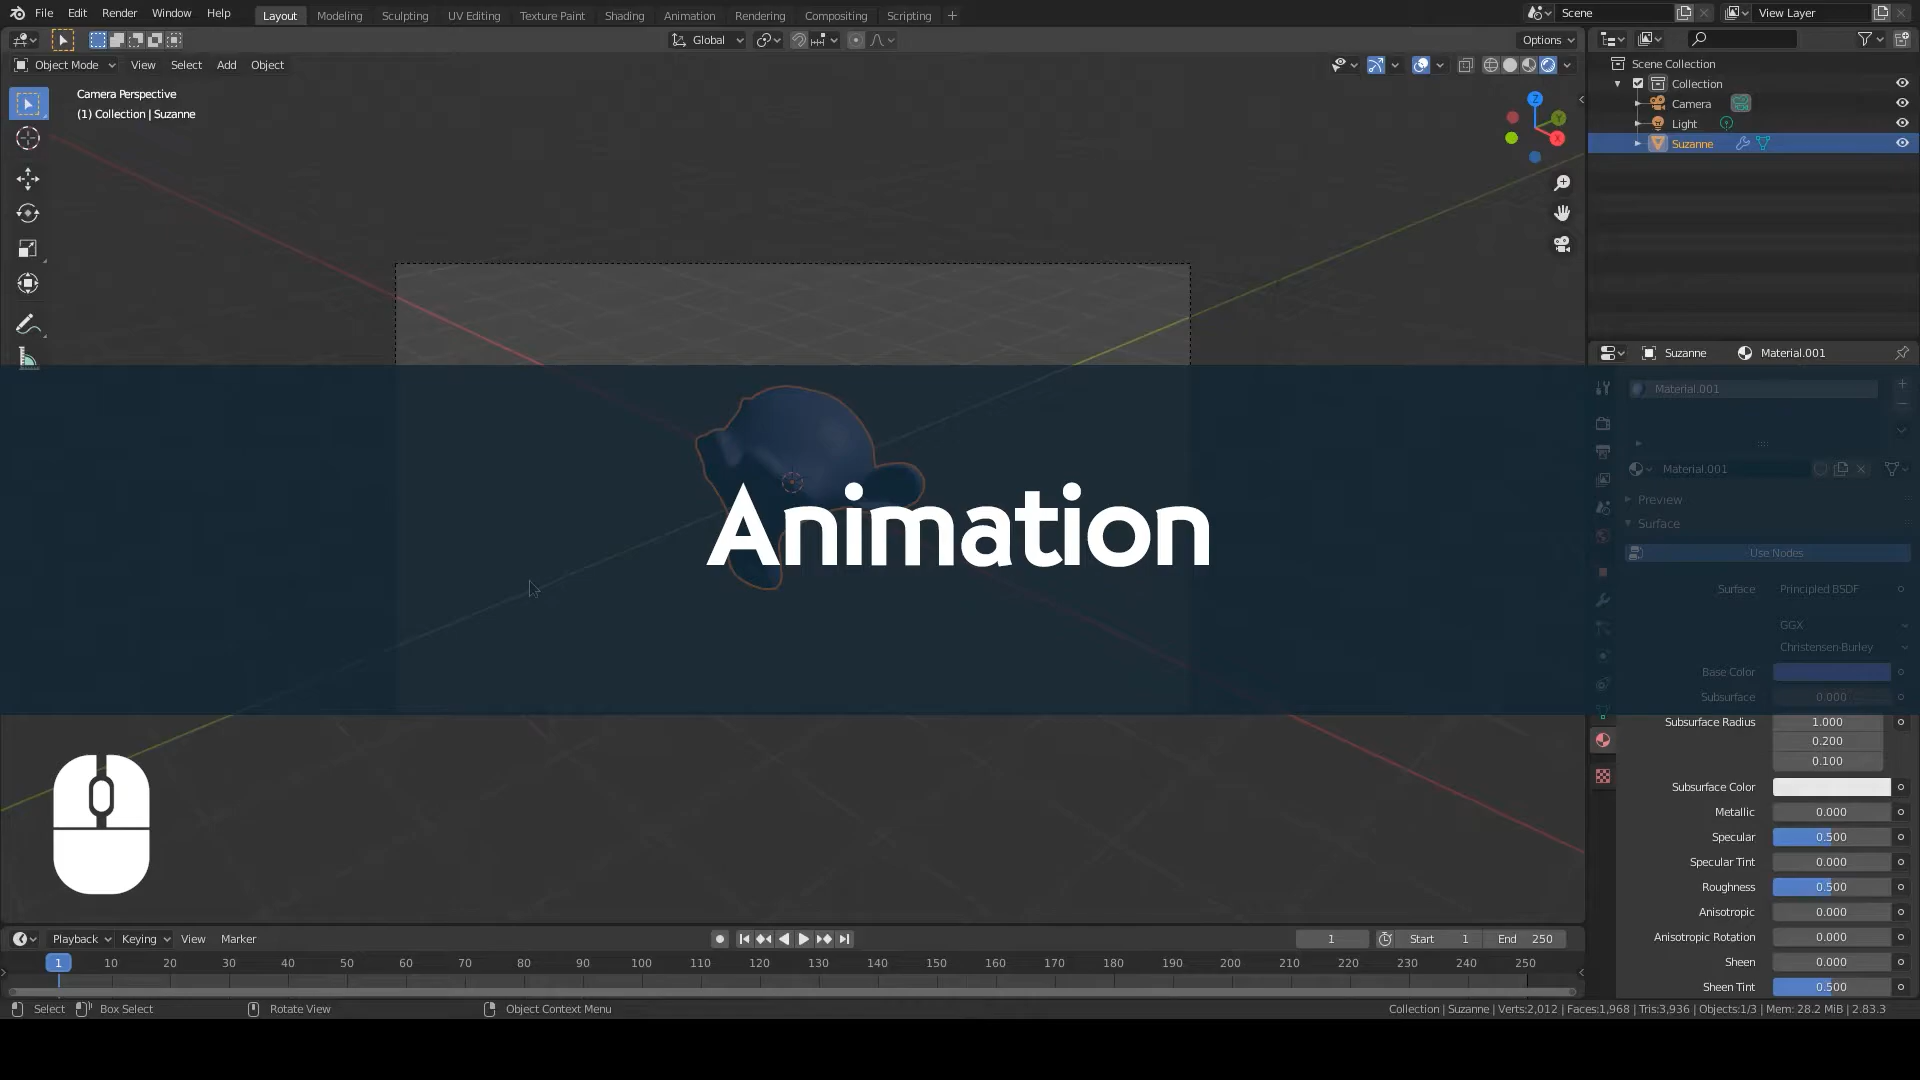 File Edit Render Window Help Layout Modeling Sculpting UV Editing Texture Paint Shading Animation Rendering Compositing Scripting + Scene View Layer
Global Options
Object Mode View Select Add Object
Camera Perspective
(1) Collection | Suzanne
Z
Y
X
Scene Collection
Collection
Camera
Light
Suzanne
Suzanne Material.001
Material.001
Material.001
Preview
Surface
Use Nodes
Surface Principled BSDF
GGX
Christensen-Burley
Base Color
Subsurface 0.000
Subsurface Radius 1.000
0.200
0.100
Subsurface Color
Metallic 0.000
Specular 0.500
Specular Tint 0.000
Roughness 0.500
Anisotropic 0.000
Anisotropic Rotation 0.000
Sheen 0.000
Sheen Tint 0.500
Animation
Playback Keying View Marker 1 Start 1 End 250
1 10 20 30 40 50 60 70 80 90 100 110 120 130 140 150 160 170 180 190 200 210 220 230 240 250
Select Box Select Rotate View Object Context Menu Collection | Suzanne | Verts:2,012 | Faces:1,968 | Tris:3,936 | Objects:1/3 | Mem: 28.2 MiB | 2.83.3